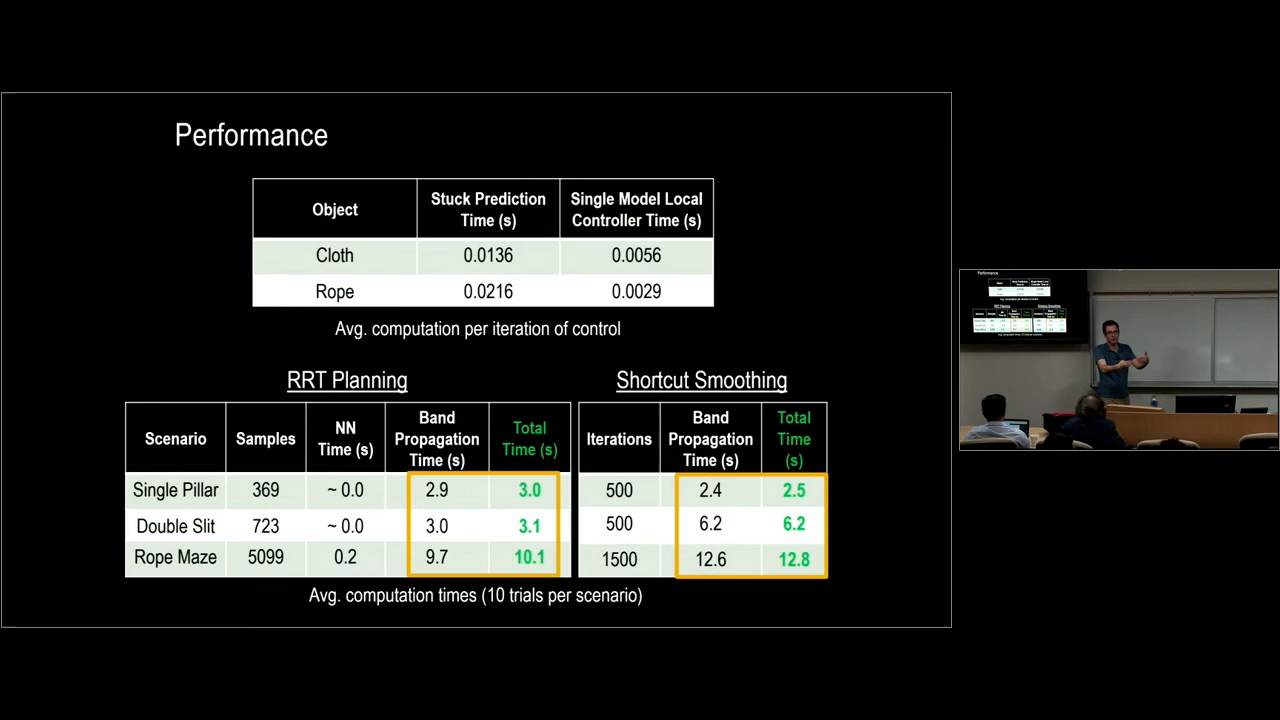 Performance
Object
Stuck Prediction
Time (s)
Single Model Local
Controller Time (s)
Cloth
0.0136
0.0056
Rope
0.0216
0.0029
Avg. computation per iteration of control
RRT Planning
Scenario
Samples
NN
Time (s)
Band
Propagation
Time (s)
Total
Time (s)
Single Pillar
369
~ 0.0
2.9
3.0
Double Slit
723
~ 0.0
3.0
3.1
Rope Maze
5099
0.2
9.7
10.1
Shortcut Smoothing
Iterations
Band
Propagation
Time (s)
Total
Time
(s)
500
2.4
2.5
500
6.2
6.2
1500
12.6
12.8
Avg. computation times (10 trials per scenario)
Performance